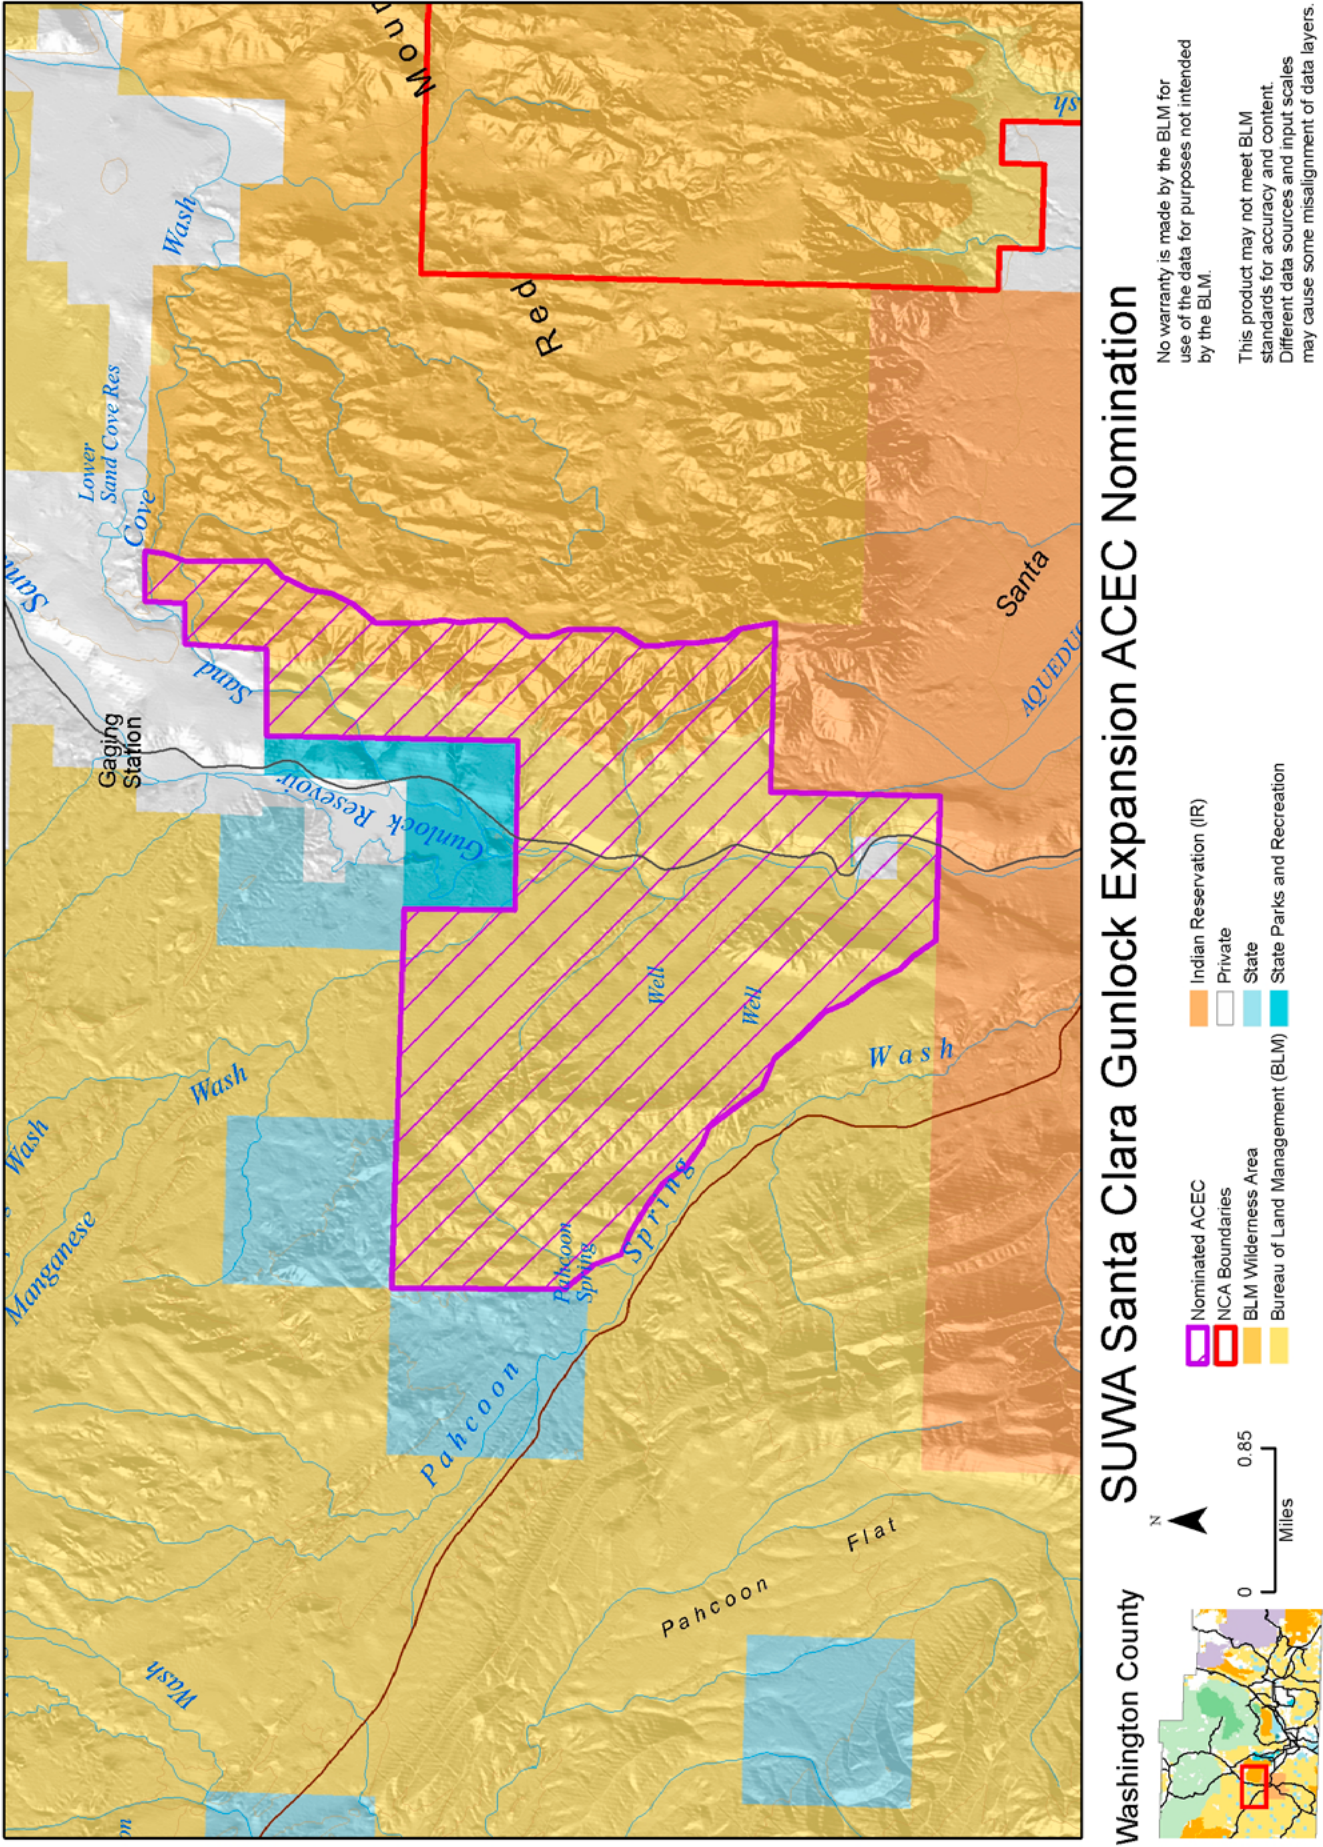 Moun
Red
Santa
Wash
Lower
Sand Cove Res
Cove
Sand
Gaging
Station
Gunlock Resevoir
AQUEDUC
Well
Well
Wash
Wash
Wash
Manganese
Pahcoon
Spring
Spring
Pahcoon
Pahcoon
Flat
Wash
SUWA Santa Clara Gunlock Expansion ACEC Nomination
Washington County
N
0
0.85
Miles
Nominated ACEC
NCA Boundaries
BLM Wilderness Area
Bureau of Land Management (BLM)
Indian Reservation (IR)
Private
State
State Parks and Recreation
No warranty is made by the BLM for
use of the data for purposes not intended
by the BLM.
This product may not meet BLM
standards for accuracy and content.
Different data sources and input scales
may cause some misalignment of data layers.